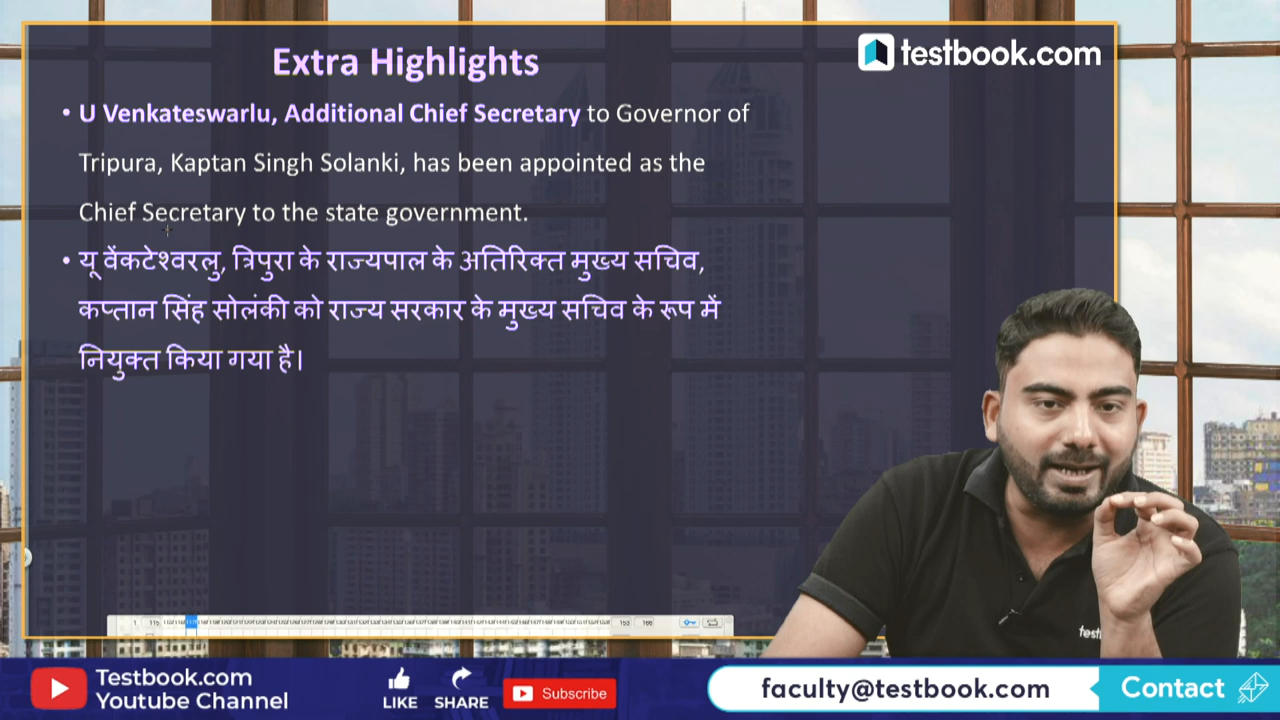 Extra Highlights
testbook.com
• U Venkateswarlu, Additional Chief Secretary to Governor of
Tripura, Kaptan Singh Solanki, has been appointed as the
Chief Secretary to the state government.
• यू वेंकटेश्वरलु, त्रिपुरा के राज्यपाल के अतिरिक्त मुख्य सचिव,
कप्तान सिंह सोलंकी को राज्य सरकार के मुख्य सचिव के रूप में
नियुक्त किया गया है।
Testbook.com
Youtube Channel
LIKE
SHARE
Subscribe
faculty@testbook.com
Contact